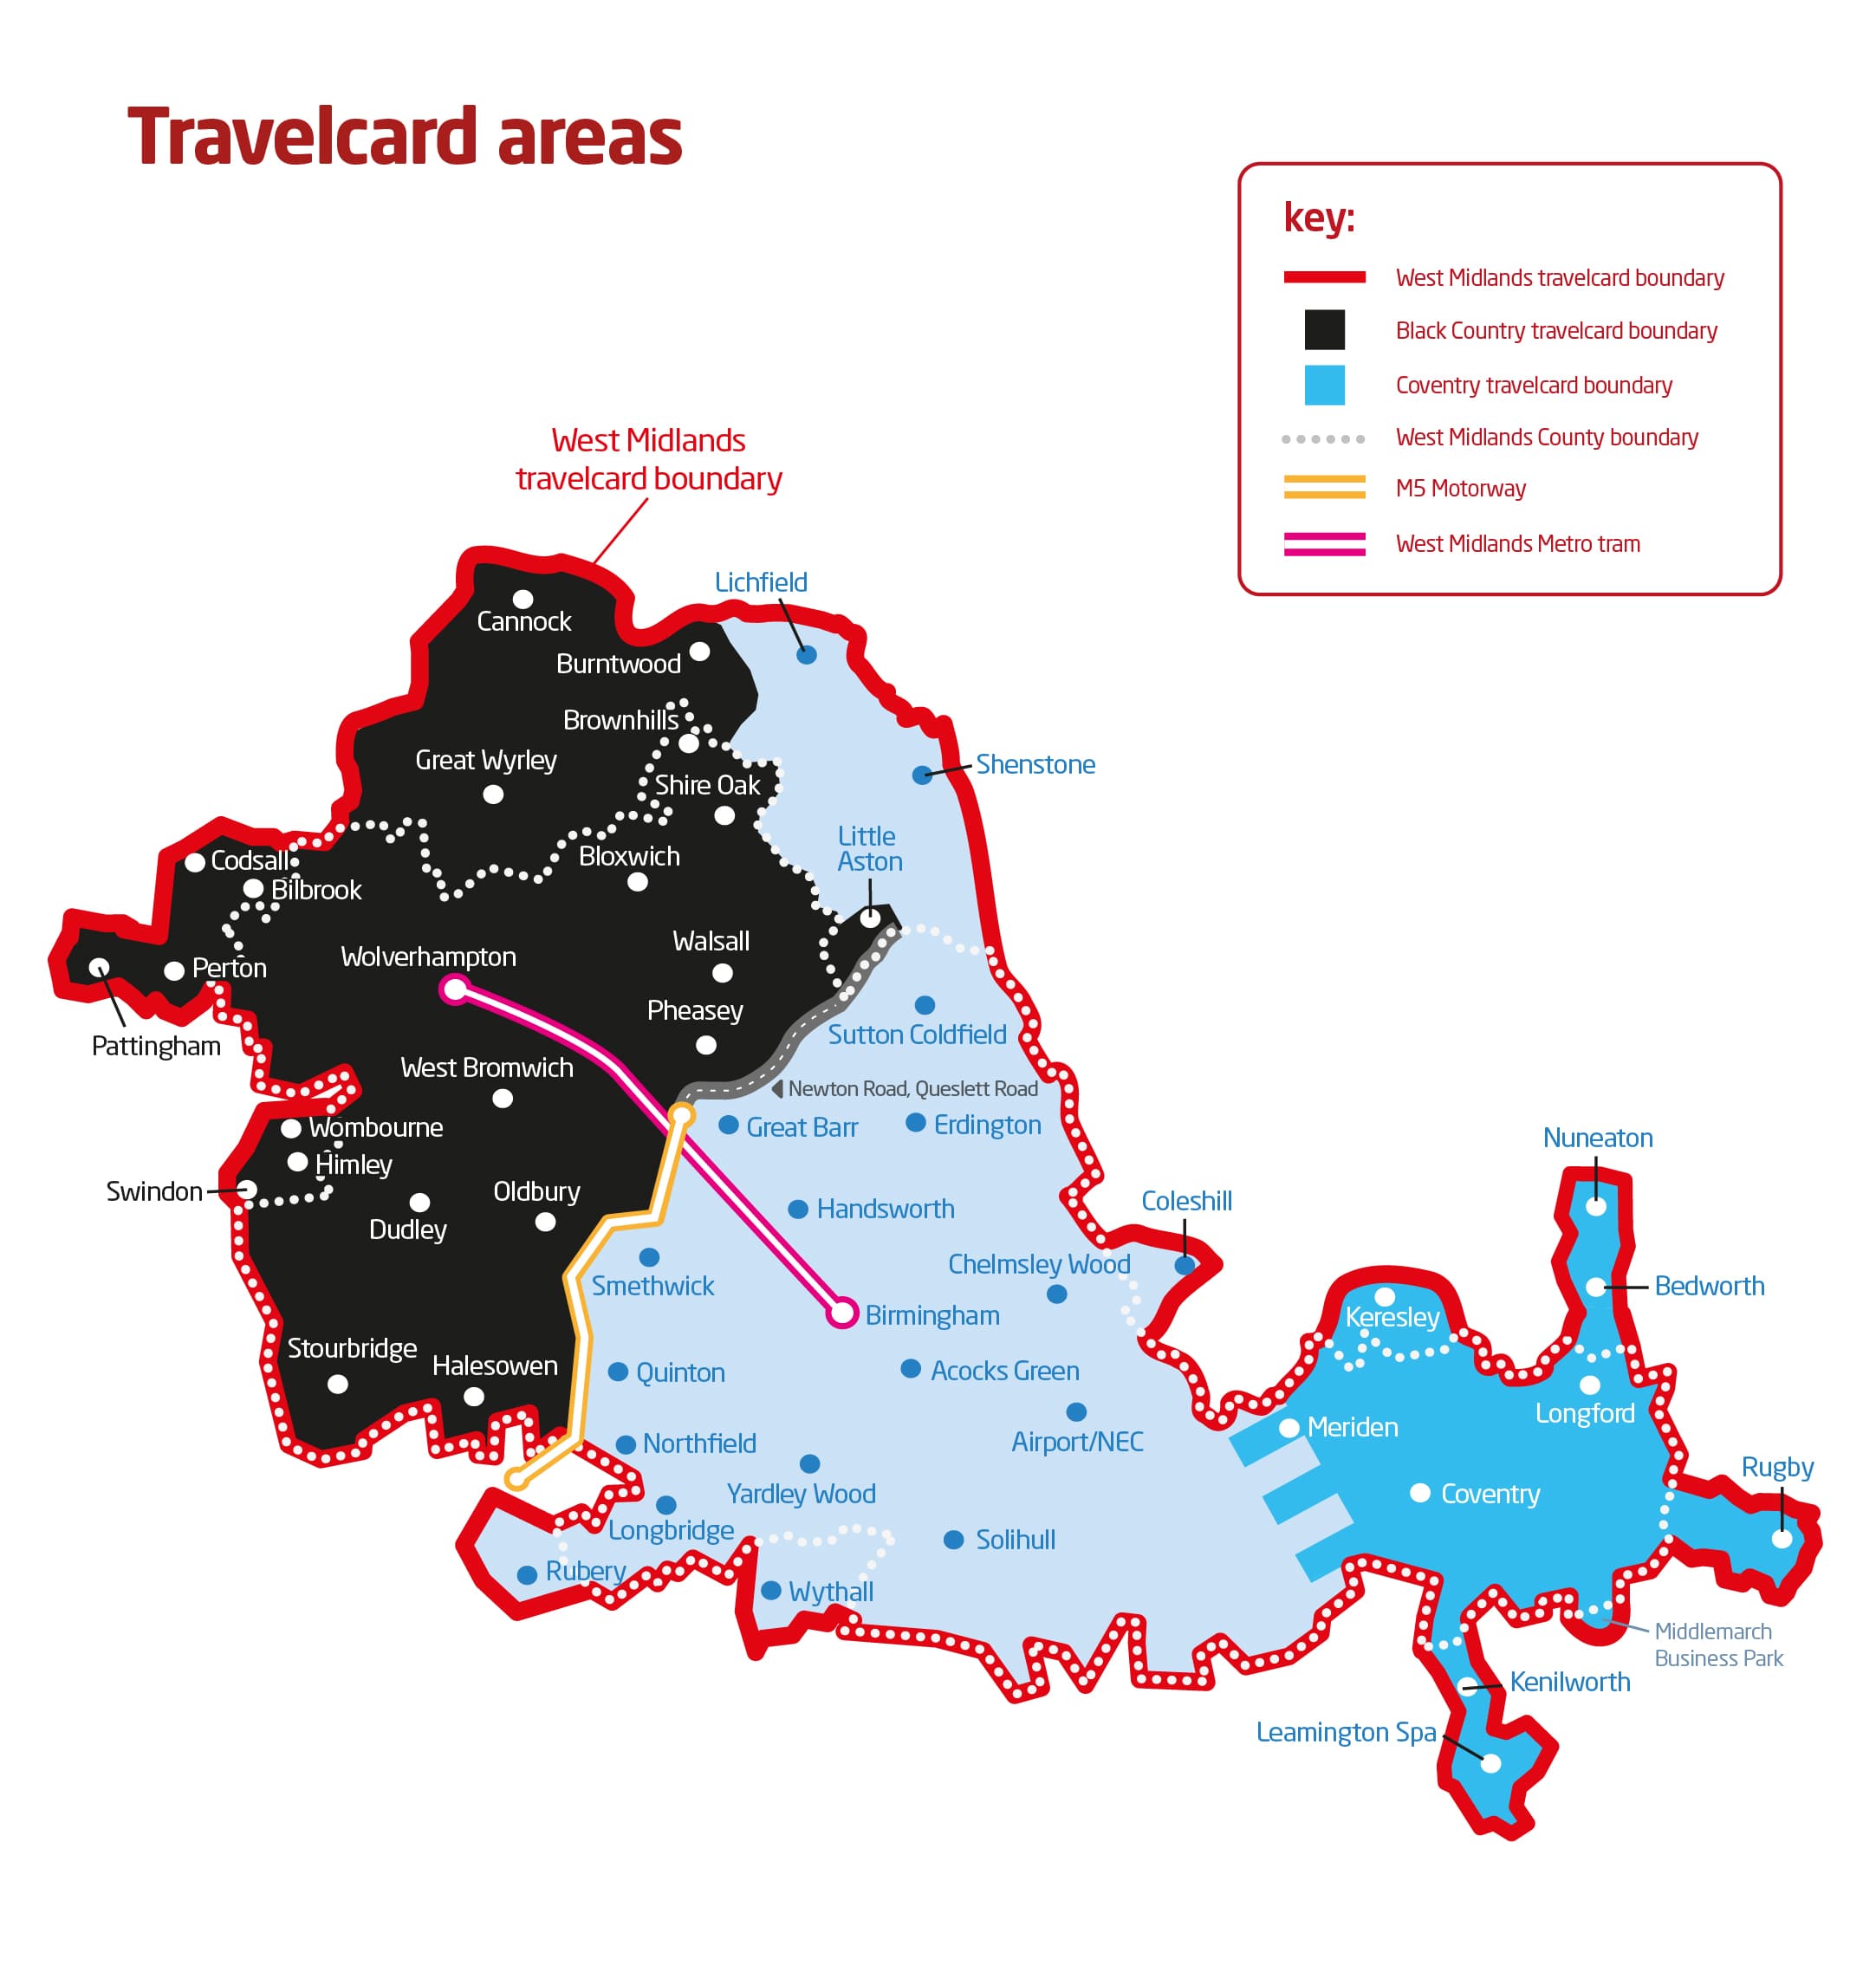 Travelcard areas
key:
West Midlands travelcard boundary
Black Country travelcard boundary
Coventry travelcard boundary
West Midlands County boundary
M5 Motorway
West Midlands Metro tram
West Midlands
travelcard boundary
Lichfield
Cannock
Burntwood
Brownhills
Great Wyrley
Shire Oak
Shenstone
Little
Aston
Bloxwich
Codsall
Bilbrook
Walsall
Wolverhampton
Perton
Pheasey
Sutton Coldfield
Pattingham
West Bromwich
Newton Road, Queslett Road
Wombourne
Great Barr
Erdington
Nuneaton
Himley
Swindon
Oldbury
Dudley
Handsworth
Coleshill
Chelmsley Wood
Smethwick
Bedworth
Birmingham
Keresley
Stourbridge
Halesowen
Quinton
Acocks Green
Longford
Meriden
Northfield
Airport/NEC
Rugby
Yardley Wood
Coventry
Longbridge
Solihull
Rubery
Wythall
Middlemarch
Business Park
Kenilworth
Leamington Spa